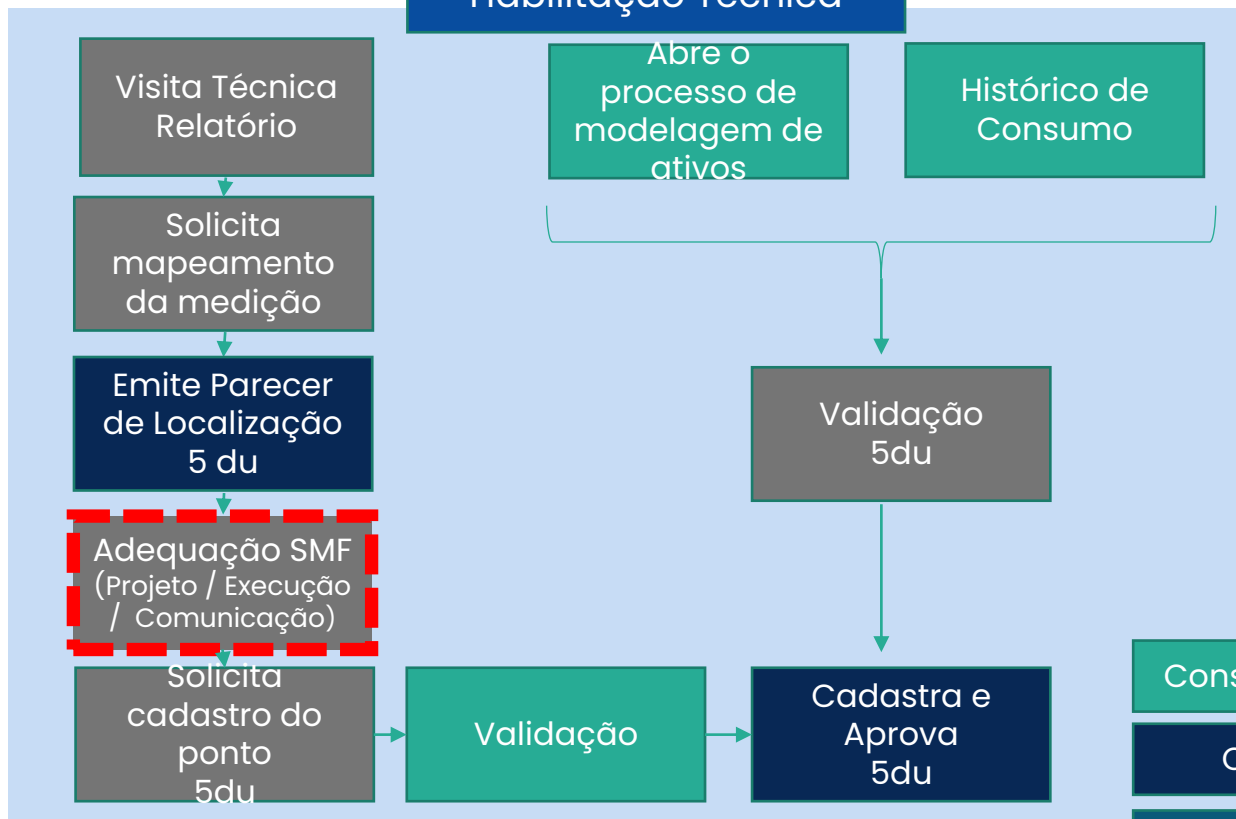 Habilitação Técnica
Visita Técnica
Relatório
Solicita
mapeamento
da medição
Emite Parecer
de Localização
5 du
Adequação SMF
(Projeto / Execução
/ Comunicação)
Solicita
cadastro do
ponto
5du
Validação
Abre o
processo de
modelagem de
ativos
Histórico de
Consumo
Validação
5du
Cadastra e
Aprova
5du